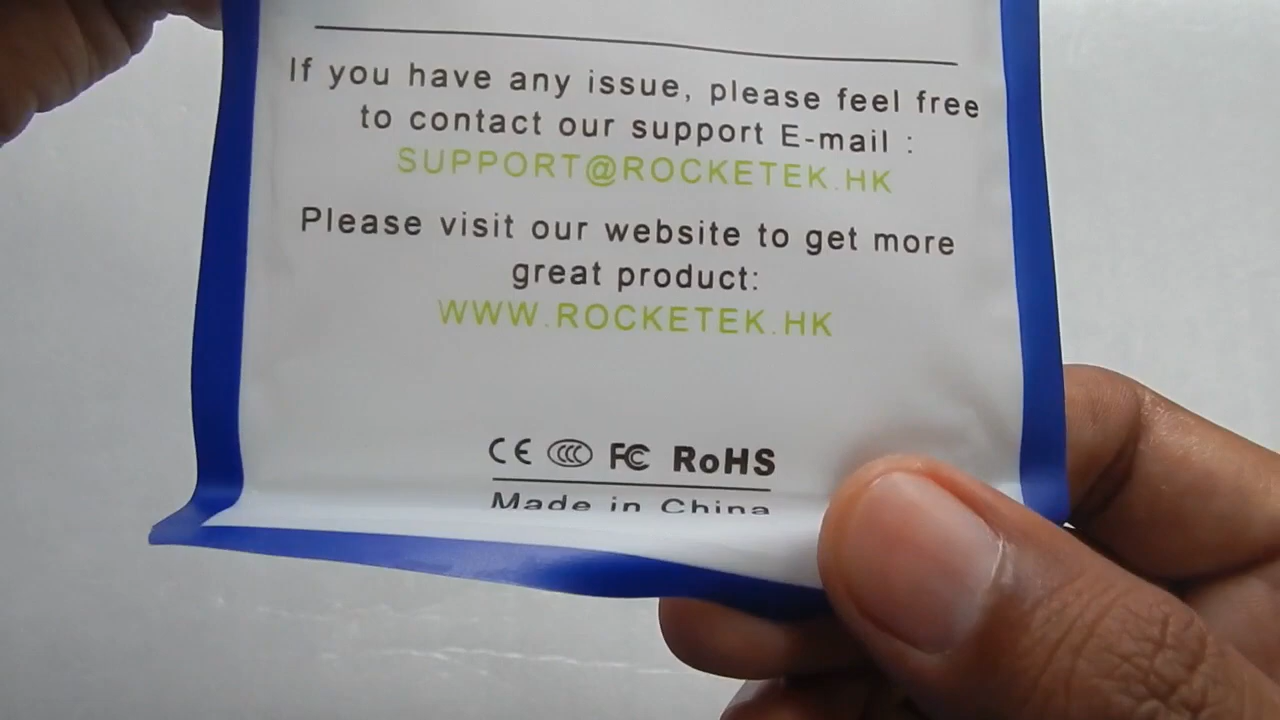 If you have any issue, please feel free
to contact our support E-mail :
SUPPORT@ROCKETEK.HK
Please visit our website to get more
great product:
WWW.ROCKETEK.HK
CE CCC FC RoHS
Made in China